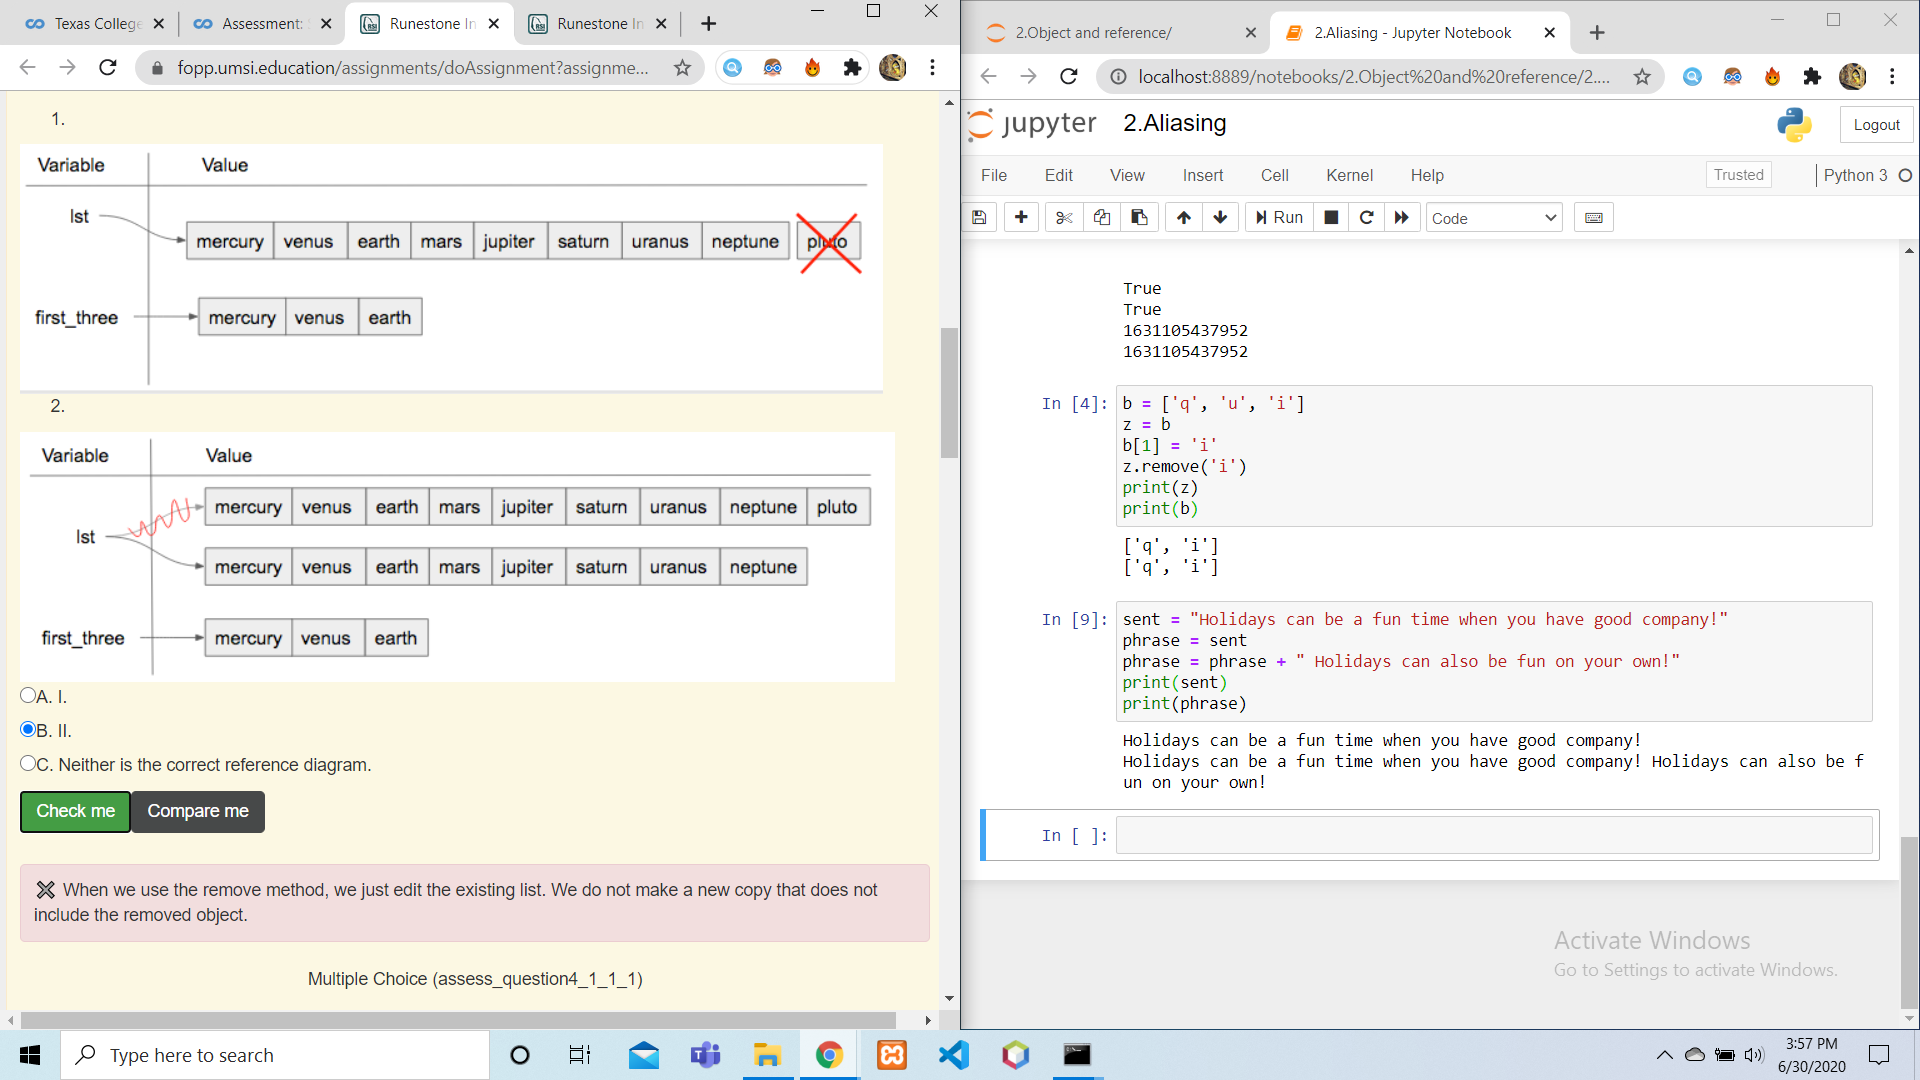 Texas College
Assessment: S
Runestone In
Runestone In
fopp.umsi.education/assignments/doAssignment?assignme...
1.
Variable Value
lst
mercury venus earth mars jupiter saturn uranus neptune pluto
first_three
mercury venus earth
2.
Variable Value
mercury venus earth mars jupiter saturn uranus neptune pluto
lst
mercury venus earth mars jupiter saturn uranus neptune
first_three
mercury venus earth
A. I.
B. II.
C. Neither is the correct reference diagram.
Check me Compare me
When we use the remove method, we just edit the existing list. We do not make a new copy that does not
include the removed object.
Multiple Choice (assess_question4_1_1_1)
2.Object and reference/
2.Aliasing - Jupyter Notebook
localhost:8889/notebooks/2.Object%20and%20reference/2....
jupyter 2.Aliasing
Logout
File Edit View Insert Cell Kernel Help Trusted Python 3
Run Code
True
True
1631105437952
1631105437952
In [4]: b = ['q', 'u', 'i']
z = b
b[1] = 'i'
z.remove('i')
print(z)
print(b)
['q', 'i']
['q', 'i']
In [9]: sent = "Holidays can be a fun time when you have good company!"
phrase = sent
phrase = phrase + " Holidays can also be fun on your own!"
print(sent)
print(phrase)
Holidays can be a fun time when you have good company!
Holidays can be a fun time when you have good company! Holidays can also be f
un on your own!
In [ ]:
Activate Windows
Go to Settings to activate Windows.
Type here to search
3:57 PM
6/30/2020